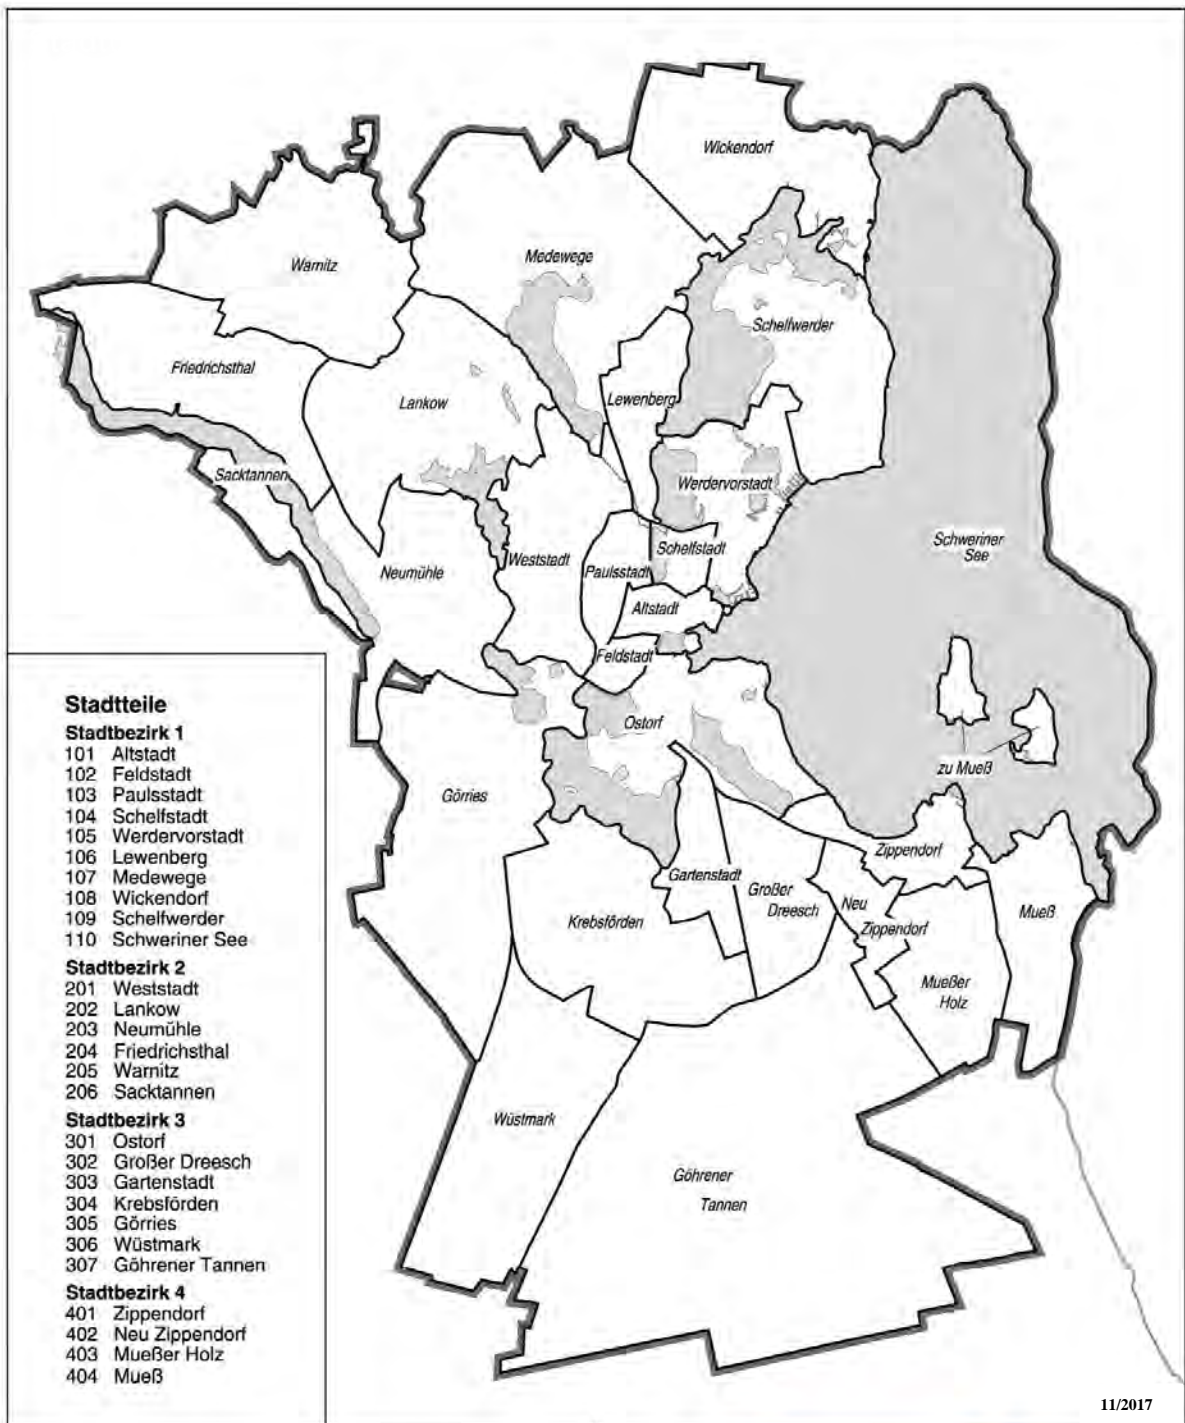 Wickendorf
Warnitz
Medewege
Schelfwerder
Friedrichsthal
Lankow
Lewenberg
Sacktannen
Werdervorstadt
Schweriner
See
Neumühle
Weststadt
Paulsstadt
Schelfstadt
Altstadt
Feldstadt
Ostorf
zu Mueß
Görries
Zippendorf
Gartenstadt
Großer
Dreesch
Neu
Zippendorf
Mueß
Krebsförden
Mueßer
Holz
Wüstmark
Göhrener
Tannen
Stadtteile
Stadtbezirk 1
101 Altstadt
102 Feldstadt
103 Paulsstadt
104 Schelfstadt
105 Werdervorstadt
106 Lewenberg
107 Medewege
108 Wickendorf
109 Schelfwerder
110 Schweriner See
Stadtbezirk 2
201 Weststadt
202 Lankow
203 Neumühle
204 Friedrichsthal
205 Warnitz
206 Sacktannen
Stadtbezirk 3
301 Ostorf
302 Großer Dreesch
303 Gartenstadt
304 Krebsförden
305 Görries
306 Wüstmark
307 Göhrener Tannen
Stadtbezirk 4
401 Zippendorf
402 Neu Zippendorf
403 Mueßer Holz
404 Mueß
11/2017